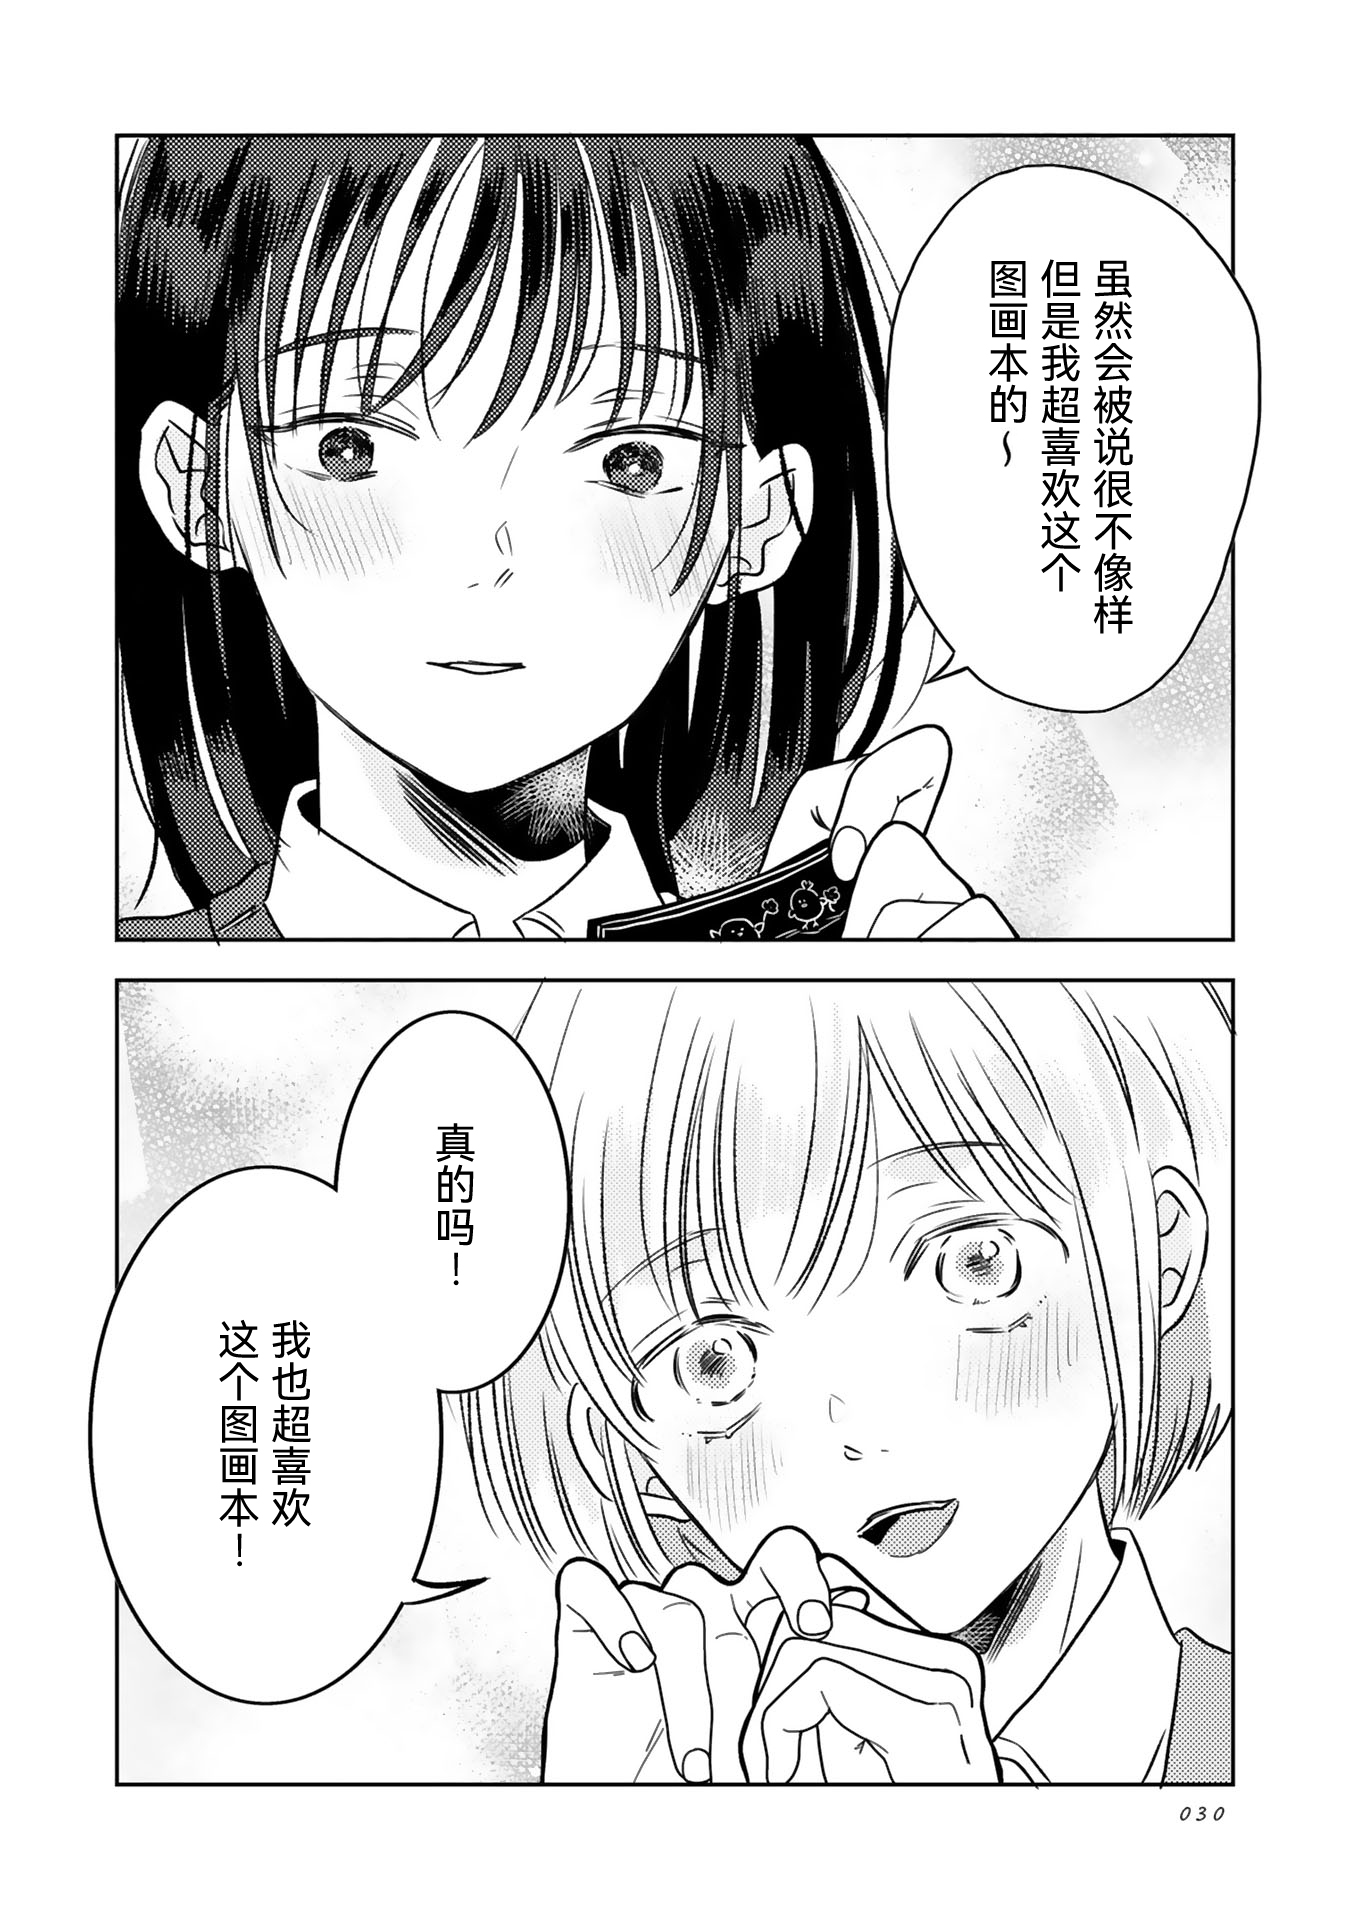 虽然会被说很不像样
但是我超喜欢这个
图画本的～
真的吗！
我也超喜欢
这个图画本！
030